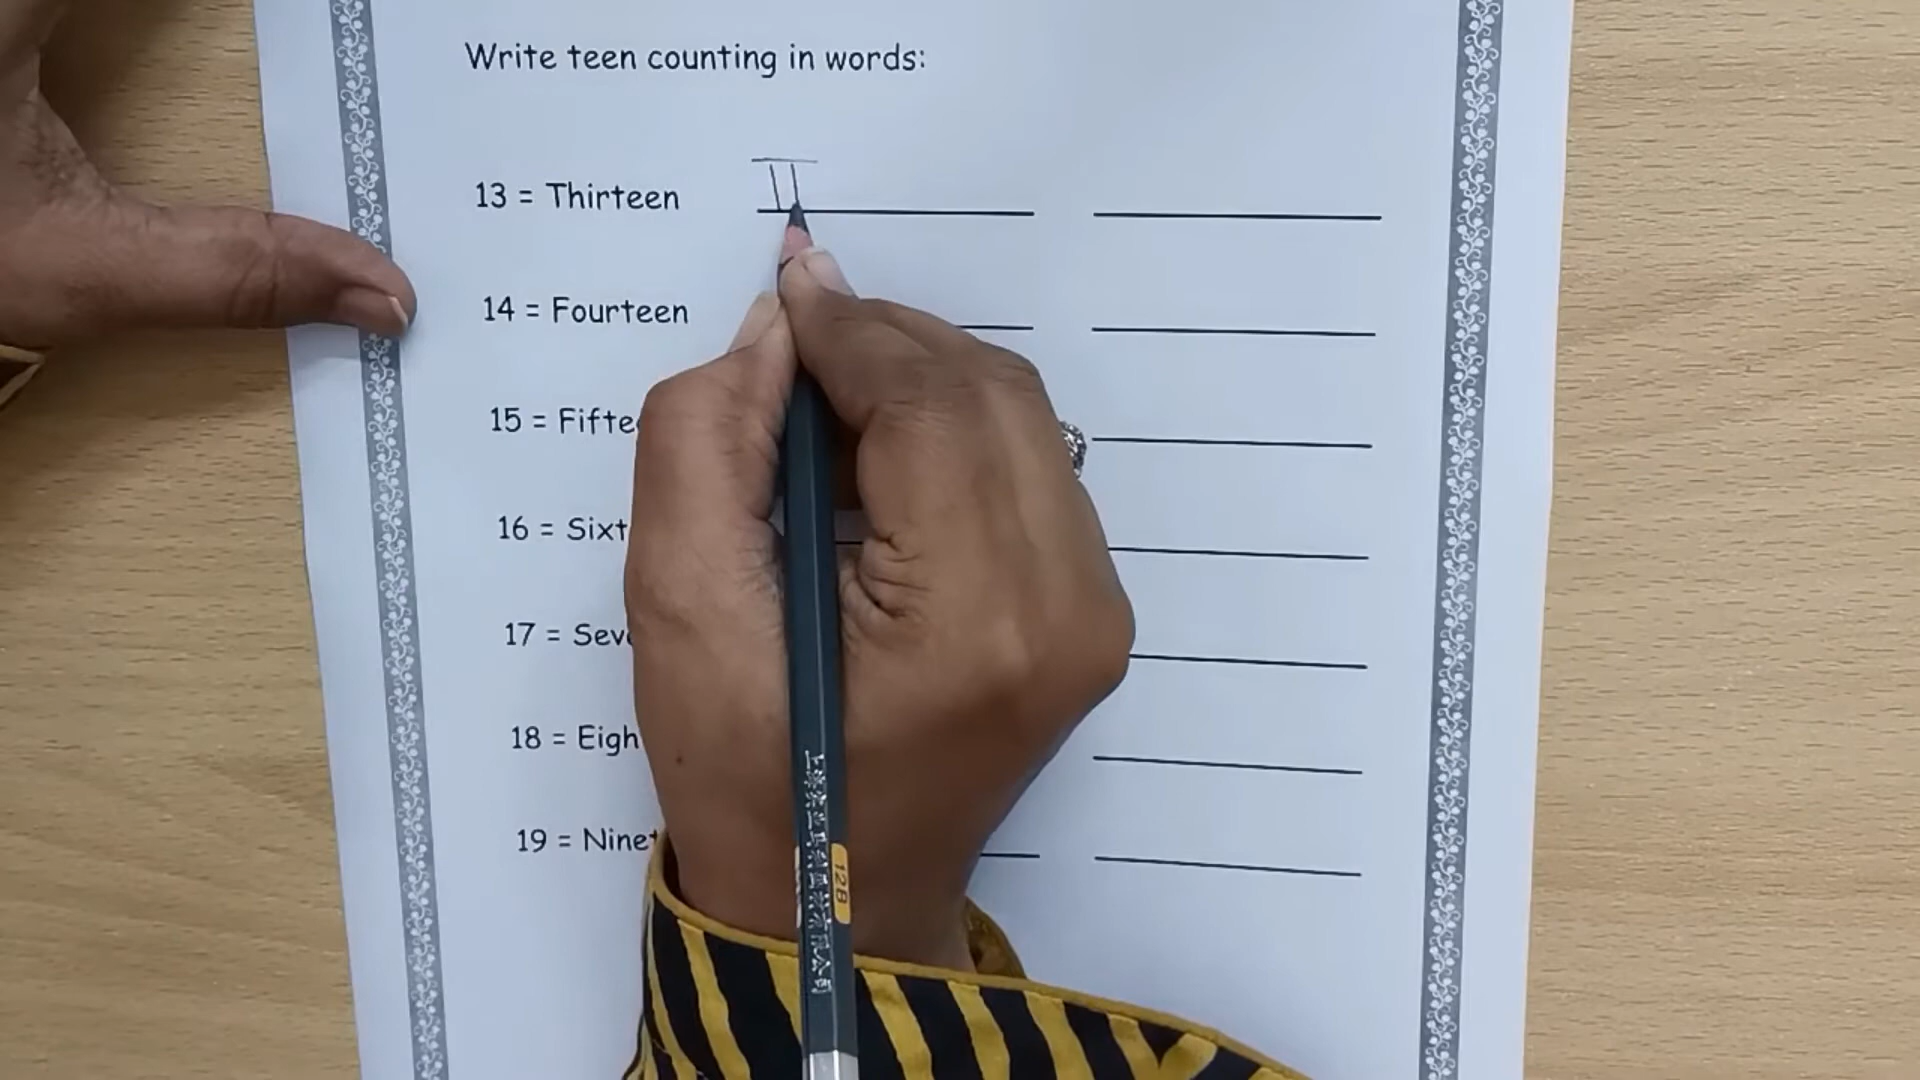 Write teen counting in words:
13 = Thirteen
14 = Fourteen
15 = Fifte
16 = Sixt
17 = Sev
18 = Eigh
19 = Ninet
12B